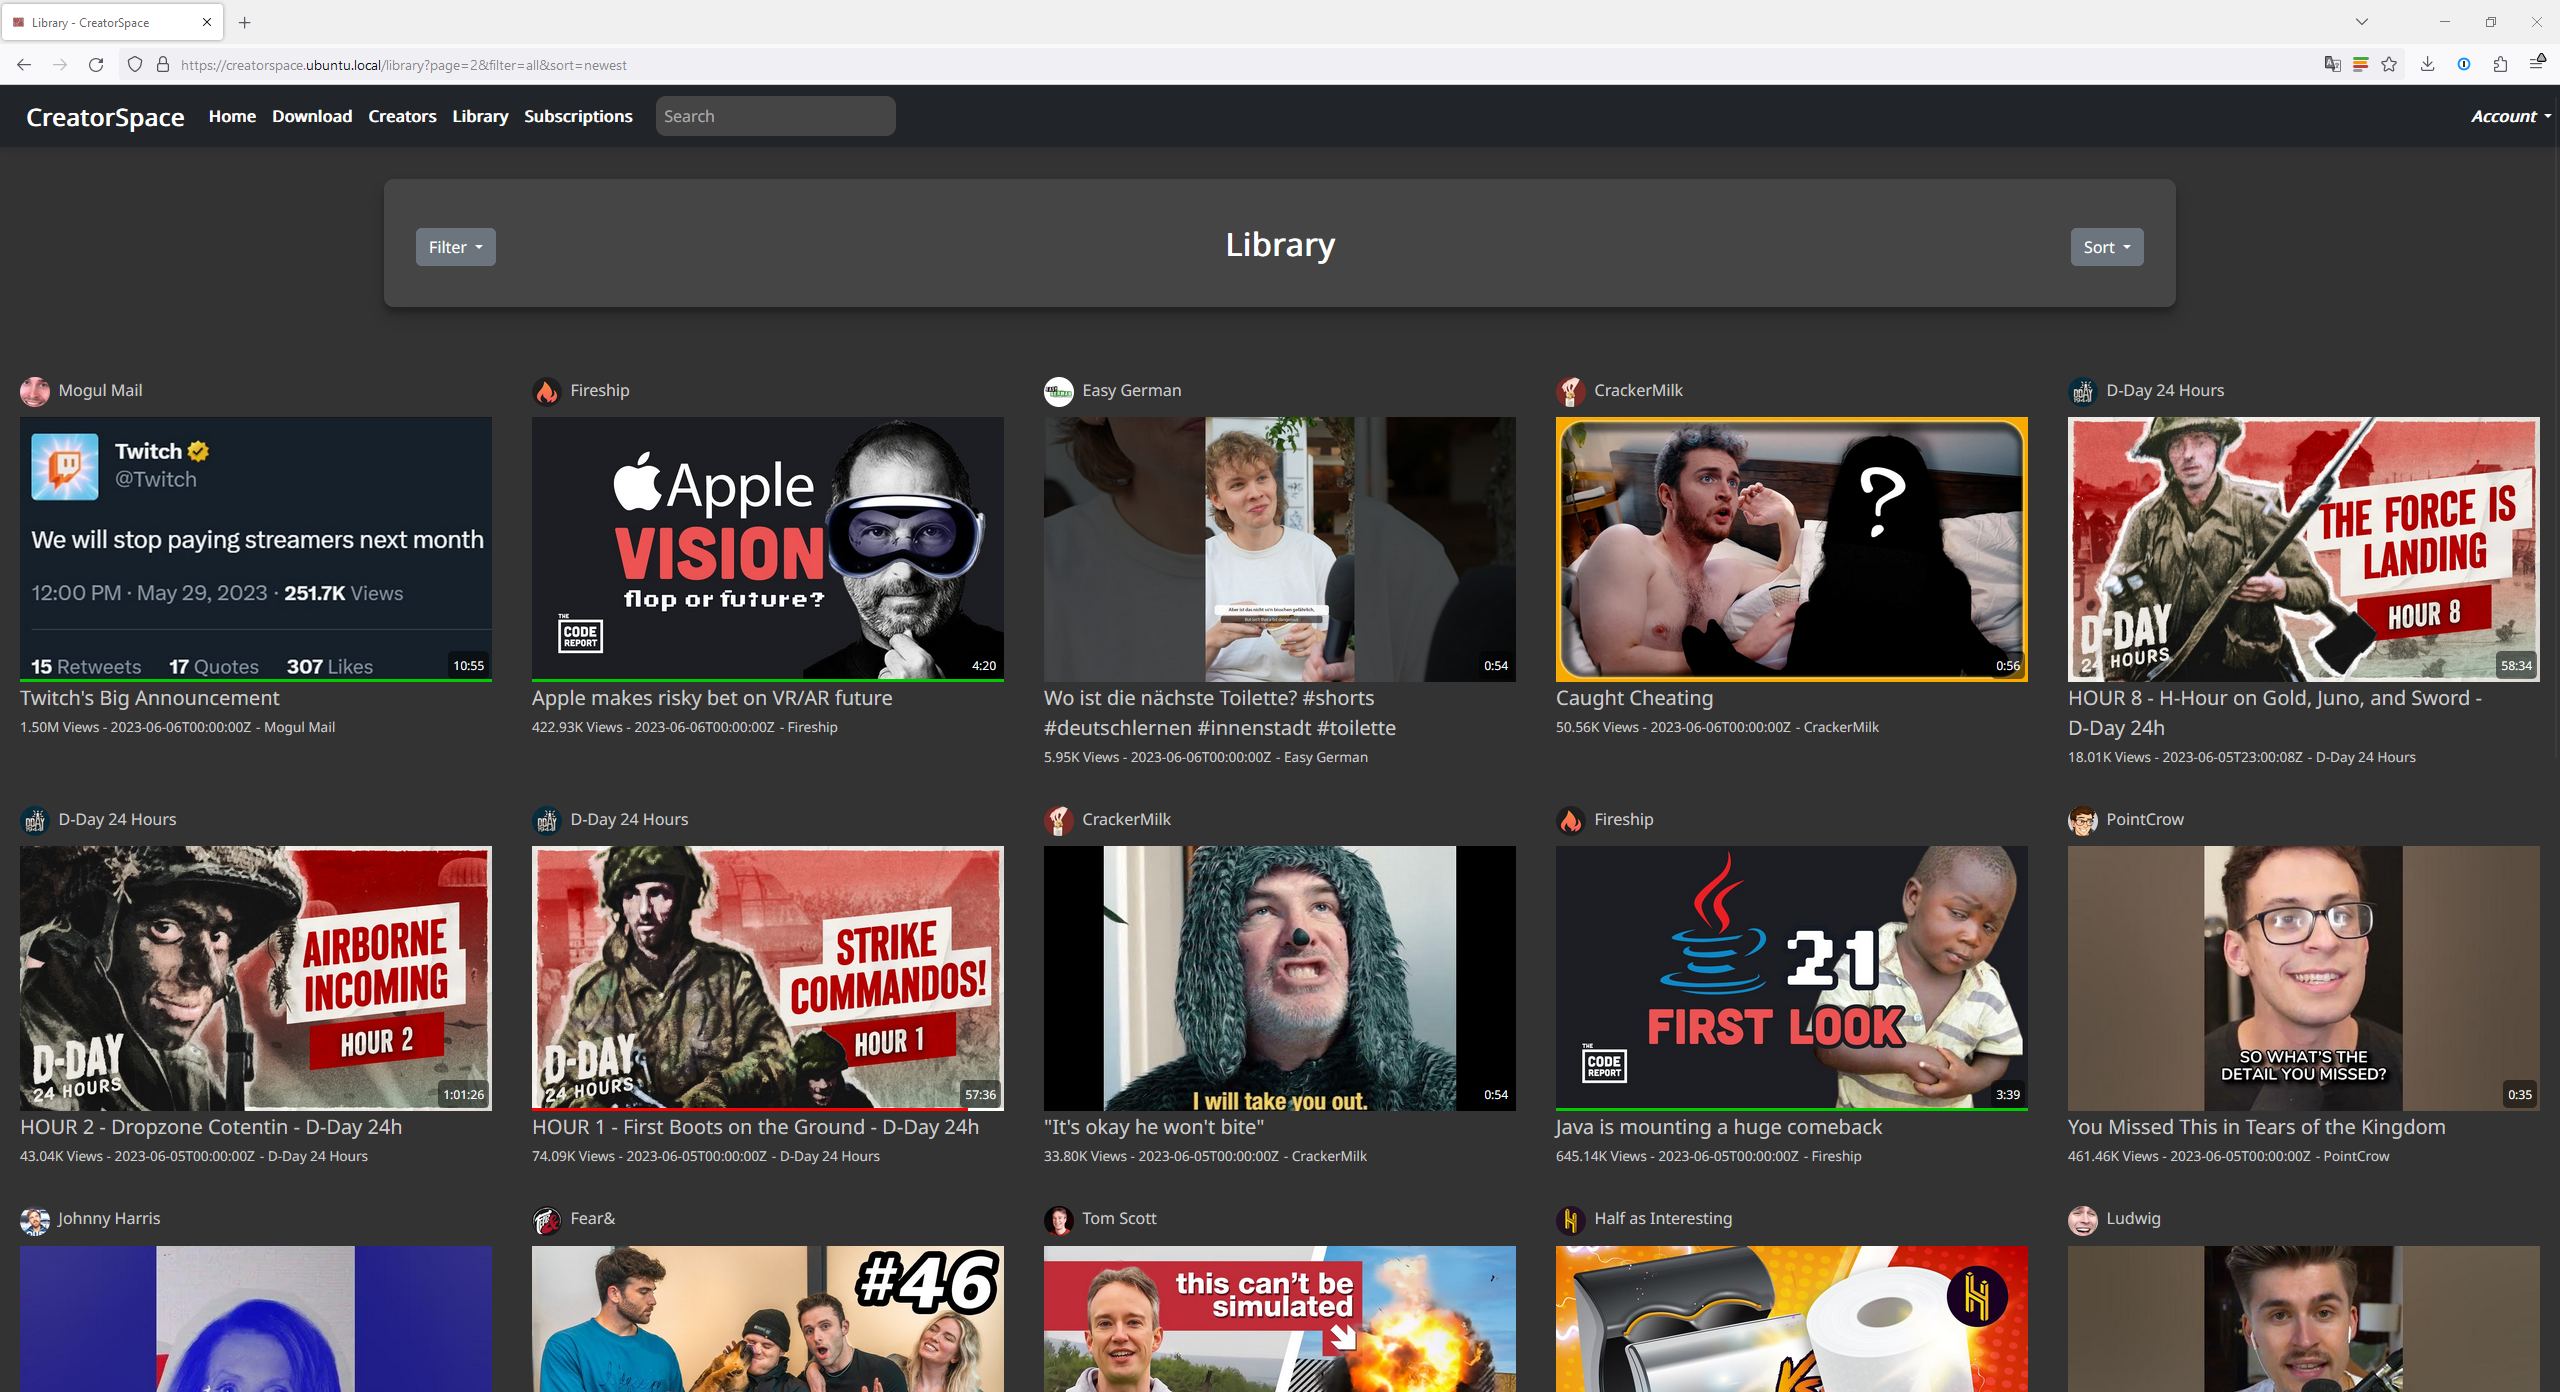 Library - CreatorSpace
https://creatorspace.ubuntu.local/library?page=2&filter=all&sort=newest
CreatorSpace Home Download Creators Library Subscriptions Search Account
Filter Library Sort
Mogul Mail
Twitch
@Twitch
We will stop paying streamers next month
12:00 PM · May 29, 2023 · 251.7K Views
15 Retweets 17 Quotes 307 Likes
10:55
Twitch's Big Announcement
1.50M Views - 2023-06-06T00:00:00Z - Mogul Mail
Fireship
Apple
VISION
flop or future?
THE
CODE
REPORT
4:20
Apple makes risky bet on VR/AR future
422.93K Views - 2023-06-06T00:00:00Z - Fireship
Easy German
Aber ist das nicht so'n bisschen gefährlich,
But isn't that a bit dangerous
0:54
Wo ist die nächste Toilette? #shorts
#deutschlernen #innenstadt #toilette
5.95K Views - 2023-06-06T00:00:00Z - Easy German
CrackerMilk
?
0:56
Caught Cheating
50.56K Views - 2023-06-06T00:00:00Z - CrackerMilk
D-Day 24 Hours
THE FORCE IS
LANDING
HOUR 8
D-DAY
24 HOURS
58:34
HOUR 8 - H-Hour on Gold, Juno, and Sword -
D-Day 24h
18.01K Views - 2023-06-05T23:00:08Z - D-Day 24 Hours
D-Day 24 Hours
AIRBORNE
INCOMING
HOUR 2
D-DAY
24 HOURS
1:01:26
HOUR 2 - Dropzone Cotentin - D-Day 24h
43.04K Views - 2023-06-05T00:00:00Z - D-Day 24 Hours
D-Day 24 Hours
STRIKE
COMMANDOS!
HOUR 1
D-DAY
24 HOURS
57:36
HOUR 1 - First Boots on the Ground - D-Day 24h
74.09K Views - 2023-06-05T00:00:00Z - D-Day 24 Hours
CrackerMilk
I will take you out.
0:54
"It's okay he won't bite"
33.80K Views - 2023-06-05T00:00:00Z - CrackerMilk
Fireship
21
FIRST LOOK
THE
CODE
REPORT
3:39
Java is mounting a huge comeback
645.14K Views - 2023-06-05T00:00:00Z - Fireship
PointCrow
SO WHAT'S THE
DETAIL YOU MISSED?
0:35
You Missed This in Tears of the Kingdom
461.46K Views - 2023-06-05T00:00:00Z - PointCrow
Johnny Harris
Fear&
#46
Tom Scott
this can't be
simulated
Half as Interesting
Ludwig